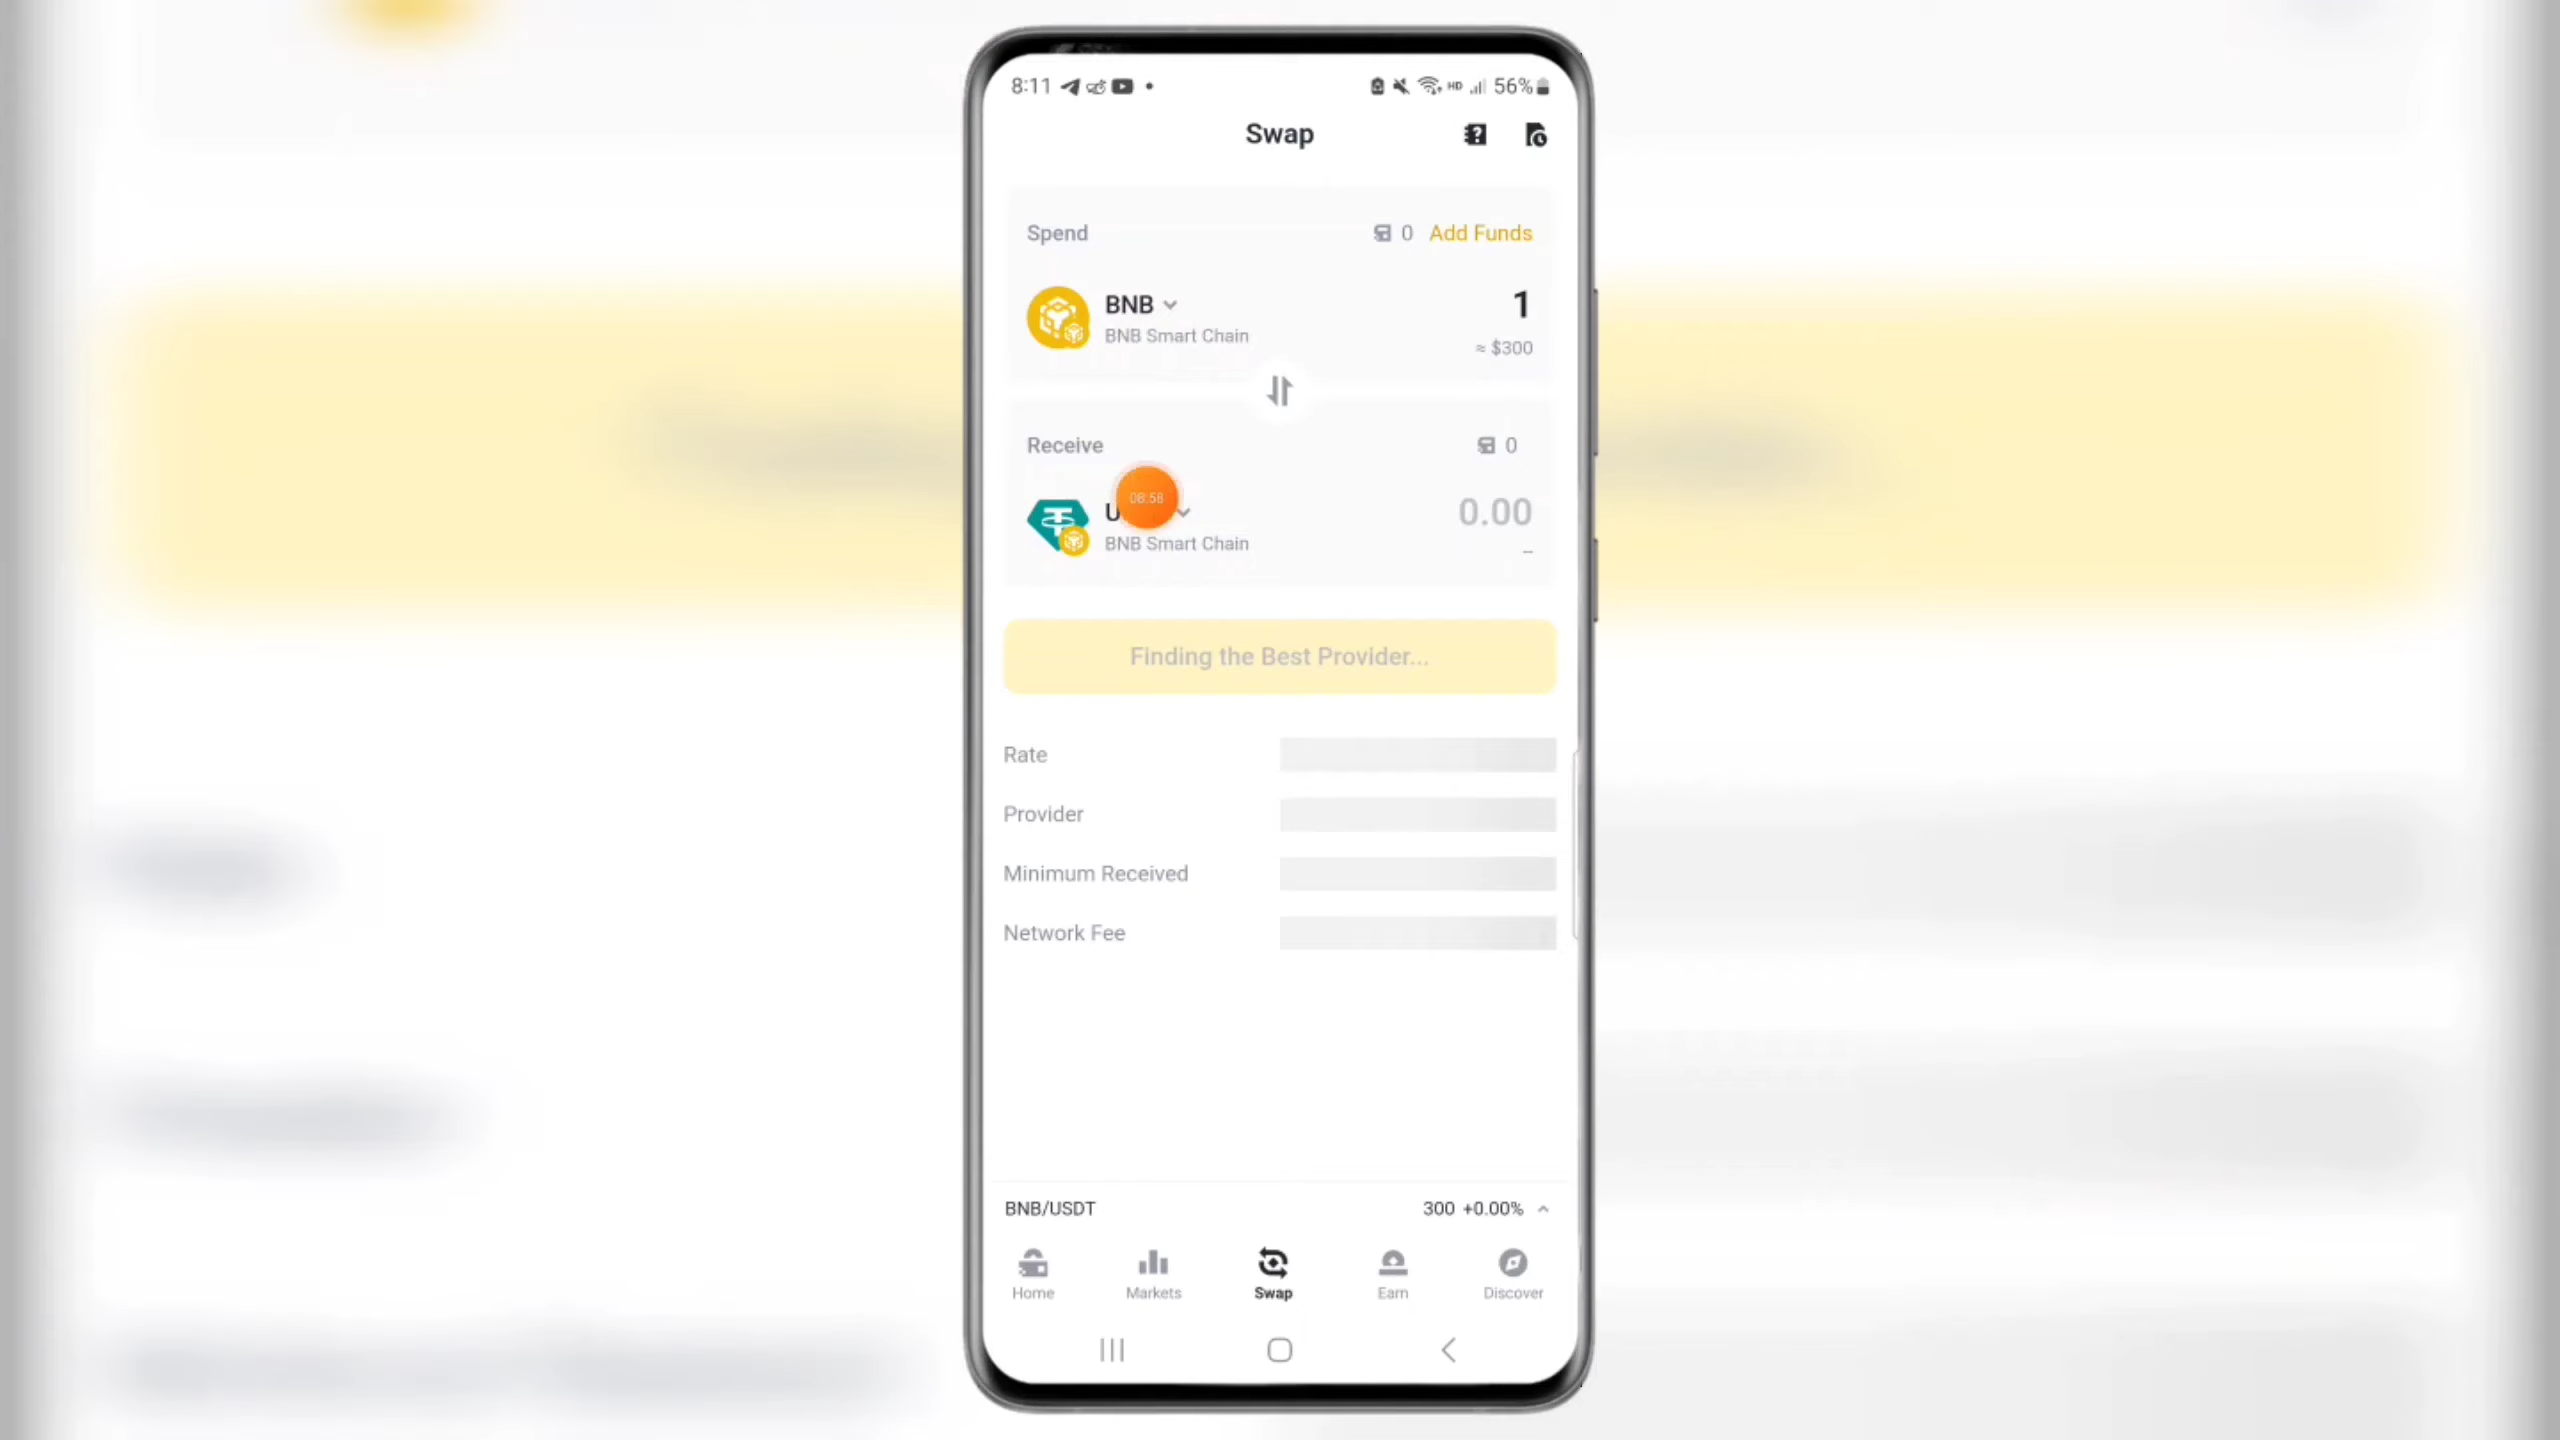 8:11 HD 56%
Swap
Spend 0 Add Funds
BNB 1
BNB Smart Chain ≈ $300
Receive 0
08:58
U 0.00
BNB Smart Chain –
Finding the Best Provider...
Rate
Provider
Minimum Received
Network Fee
BNB/USDT 300 +0.00%
Home Markets Swap Earn Discover